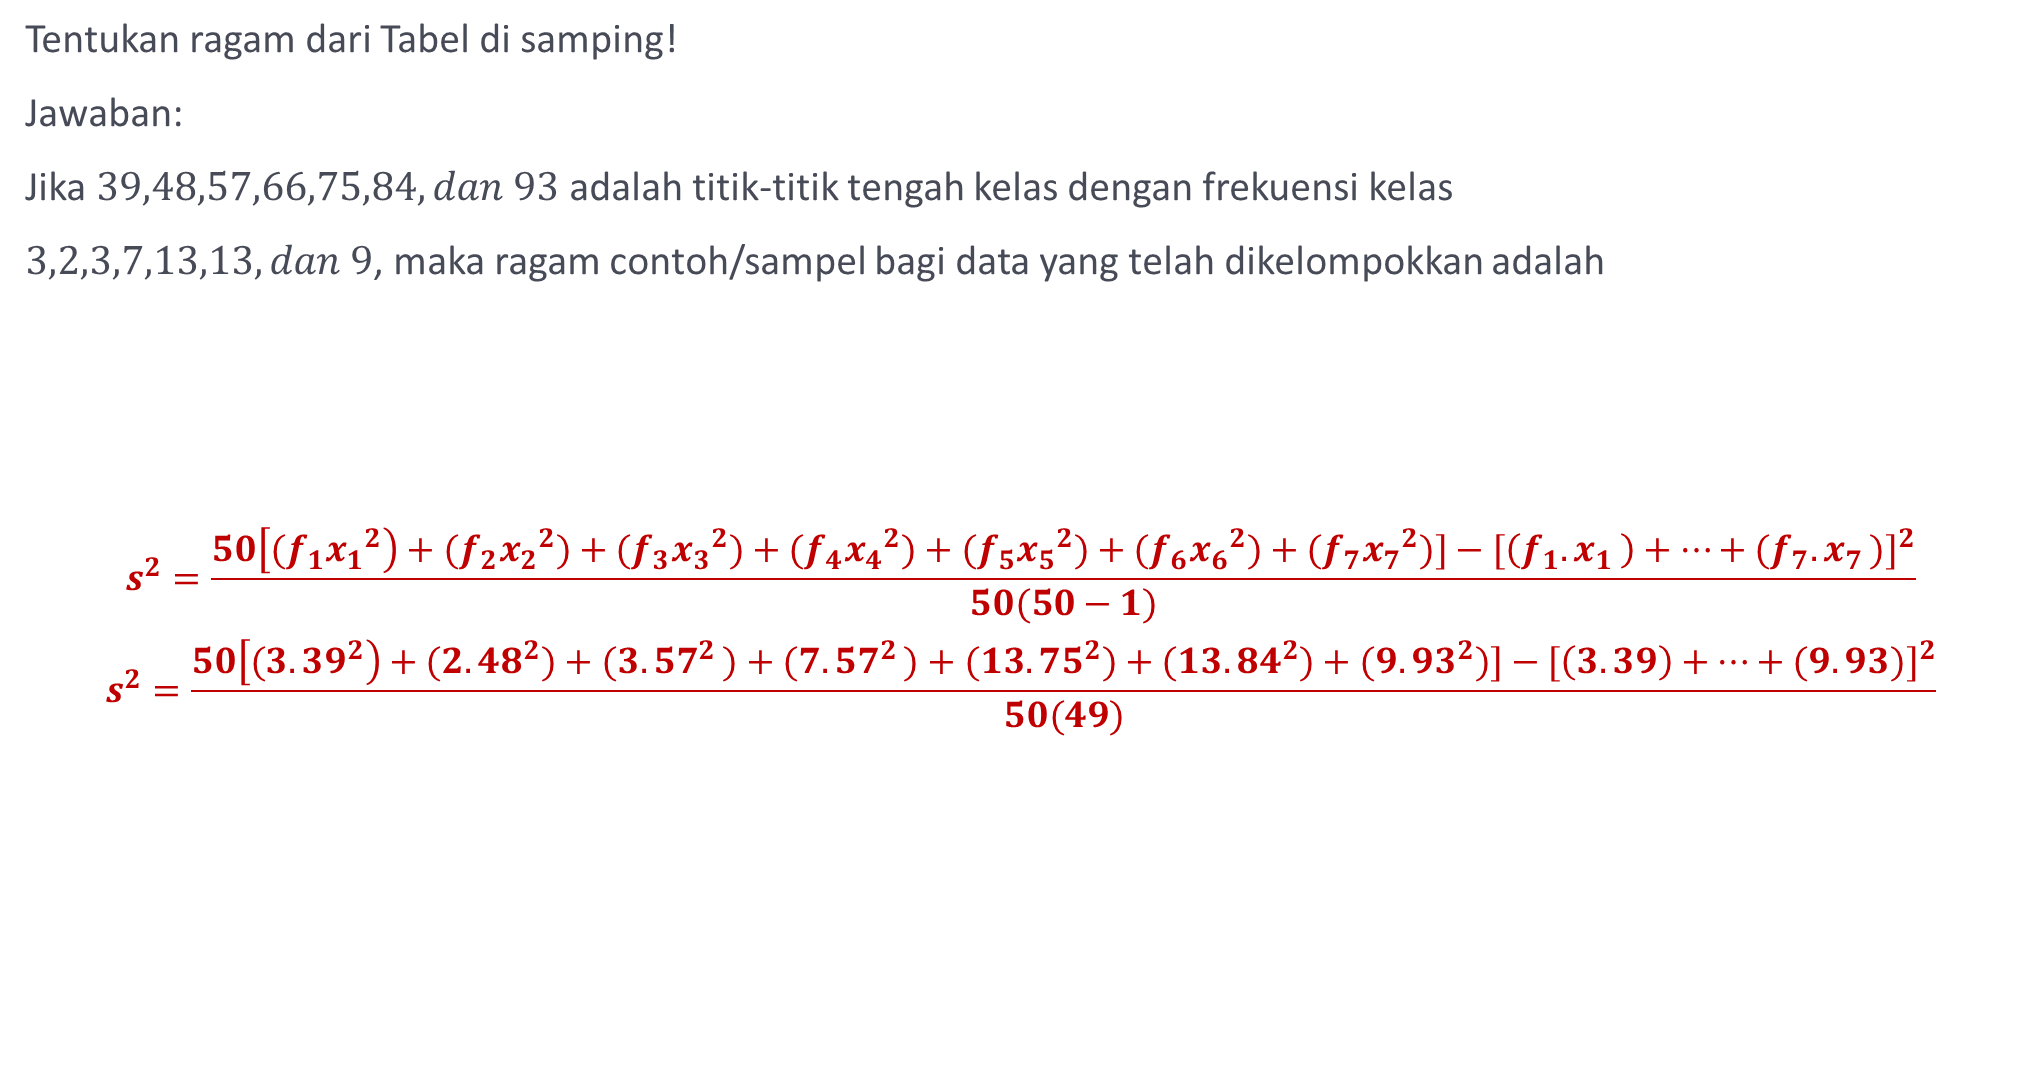 Tentukan ragam dari Tabel di samping!
Jawaban:
Jika 39,48,57,66,75,84, dan 93 adalah titik-titik tengah kelas dengan frekuensi kelas
3,2,3,7,13,13, dan 9, maka ragam contoh/sampel bagi data yang telah dikelompokkan adalah
s² = 50[(f₁x₁²) + (f₂x₂²) + (f₃x₃²) + (f₄x₄²) + (f₅x₅²) + (f₆x₆²) + (f₇x₇²)] − [(f₁.x₁ ) + ⋯ + (f₇.x₇ )]²
50(50 − 1)
s² = 50[(3.39²) + (2.48²) + (3.57² ) + (7.57² ) + (13.75²) + (13.84²) + (9.93²)] − [(3.39) + ⋯ + (9.93)]²
50(49)